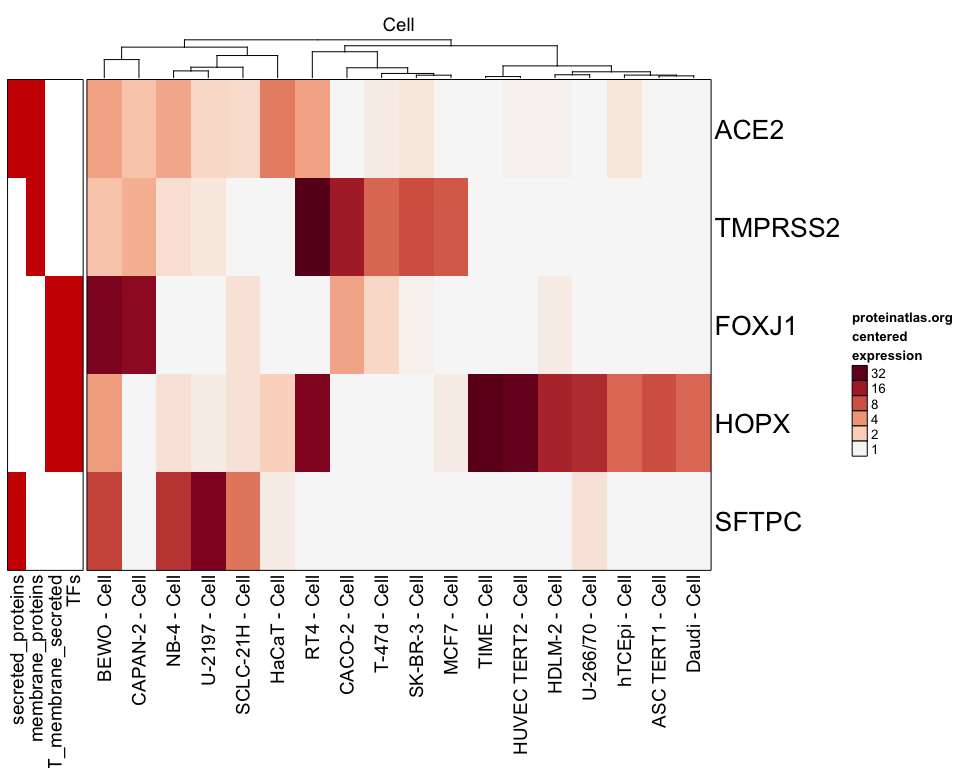 Cell
ACE2
TMPRSS2
FOXJ1
HOPX
SFTPC
proteinatlas.org
centered
expression
32
16
8
4
2
1
secreted_proteins
membrane_proteins
T_membrane_secreted
TFs
BEWO - Cell
CAPAN-2 - Cell
NB-4 - Cell
U-2197 - Cell
SCLC-21H - Cell
HaCaT - Cell
RT4 - Cell
CACO-2 - Cell
T-47d - Cell
SK-BR-3 - Cell
MCF7 - Cell
TIME - Cell
HUVEC TERT2 - Cell
HDLM-2 - Cell
U-266/70 - Cell
hTCEpi - Cell
ASC TERT1 - Cell
Daudi - Cell